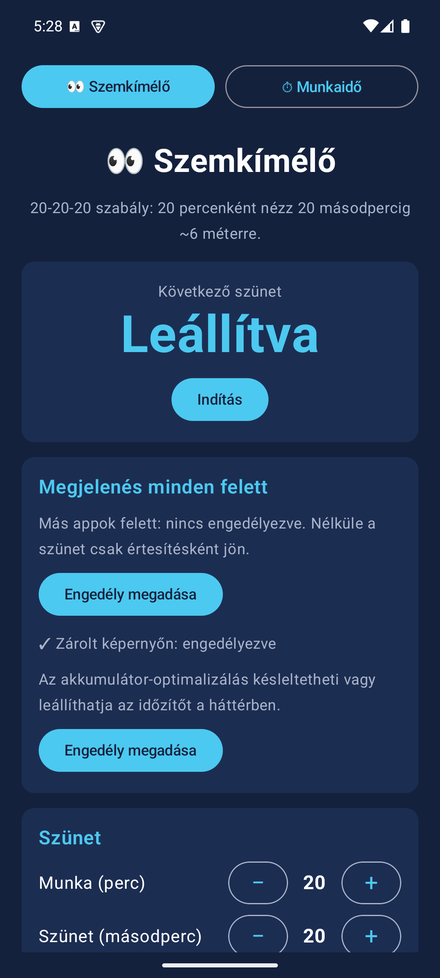 5:28
Szemkímélő
Munkaidő
Szemkímélő
20-20-20 szabály: 20 percenként nézz 20 másodpercig
~6 méterre.
Következő szünet
Leállítva
Indítás
Megjelenés minden felett
Más appok felett: nincs engedélyezve. Nélküle a
szünet csak értesítésként jön.
Engedély megadása
✓ Zárolt képernyőn: engedélyezve
Az akkumulátor-optimalizálás késleltetheti vagy
leállíthatja az időzítőt a háttérben.
Engedély megadása
Szünet
Munka (perc) − 20 +
Szünet (másodperc) − 20 +